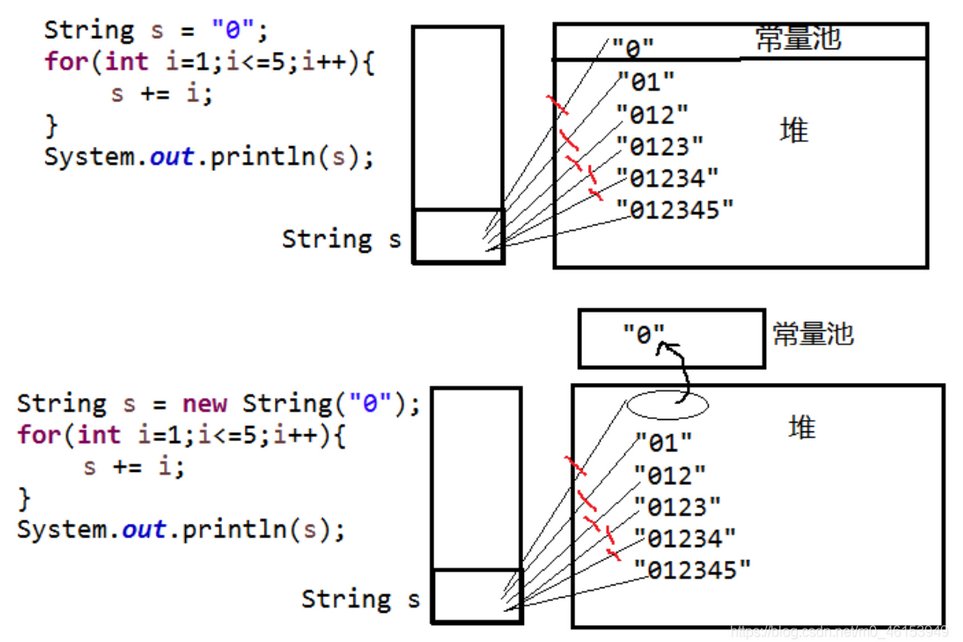 String s = "0";
for(int i=1;i<=5;i++){
s += i;
}
System.out.println(s);
String s
"0"
常量池
"01"
"012"
"0123"
堆
"01234"
"012345"
"0"
常量池
String s = new String("0");
for(int i=1;i<=5;i++){
s += i;
}
System.out.println(s);
String s
堆
"01"
"012"
"0123"
"01234"
"012345"
https://blog.csdn.net/m0_46153949